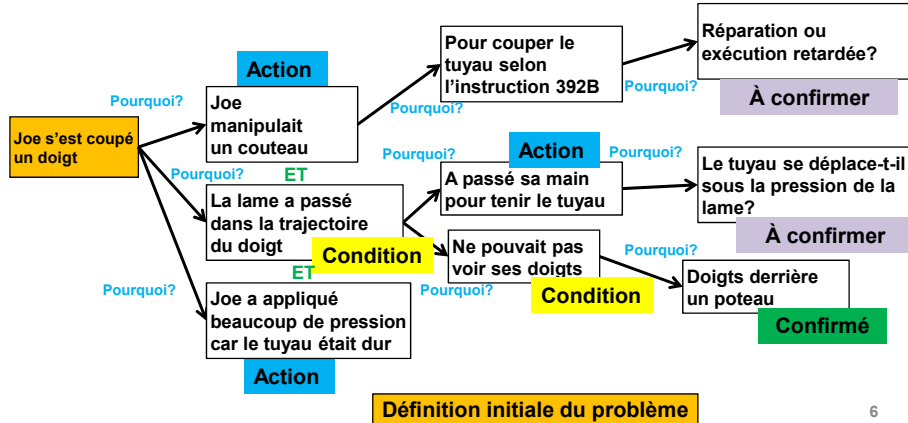 Pour couper le
tuyau selon
l'instruction 392B
Réparation ou
exécution retardée?
Action
Pourquoi?
À confirmer
Pourquoi?
Joe
manipulait
un couteau
Pourquoi?
Joe s'est coupé
un doigt
Pourquoi?
Action
Pourquoi?
ET
Pourquoi?
A passé sa main
pour tenir le tuyau
Le tuyau se déplace-t-il
sous la pression de la
lame?
La lame a passé
dans la trajectoire
du doigt
À confirmer
Condition
Ne pouvait pas
voir ses doigts
Pourquoi?
ET
Pourquoi?
Pourquoi?
Condition
Doigts derrière
un poteau
Joe a appliqué
beaucoup de pression
car le tuyau était dur
Confirmé
Action
Définition initiale du problème
6